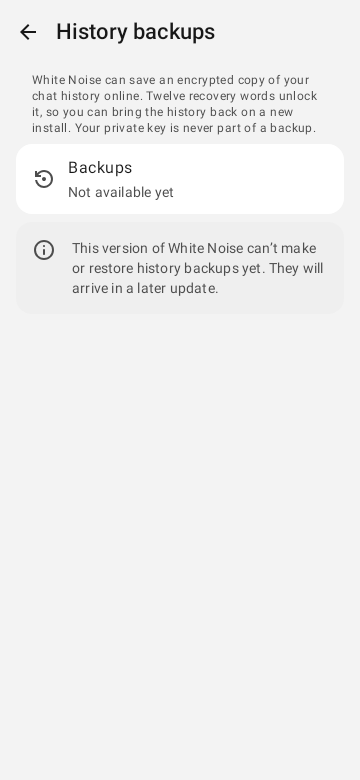 History backups
White Noise can save an encrypted copy of your
chat history online. Twelve recovery words unlock
it, so you can bring the history back on a new
install. Your private key is never part of a backup.
Backups
Not available yet
This version of White Noise can’t make
or restore history backups yet. They will
arrive in a later update.